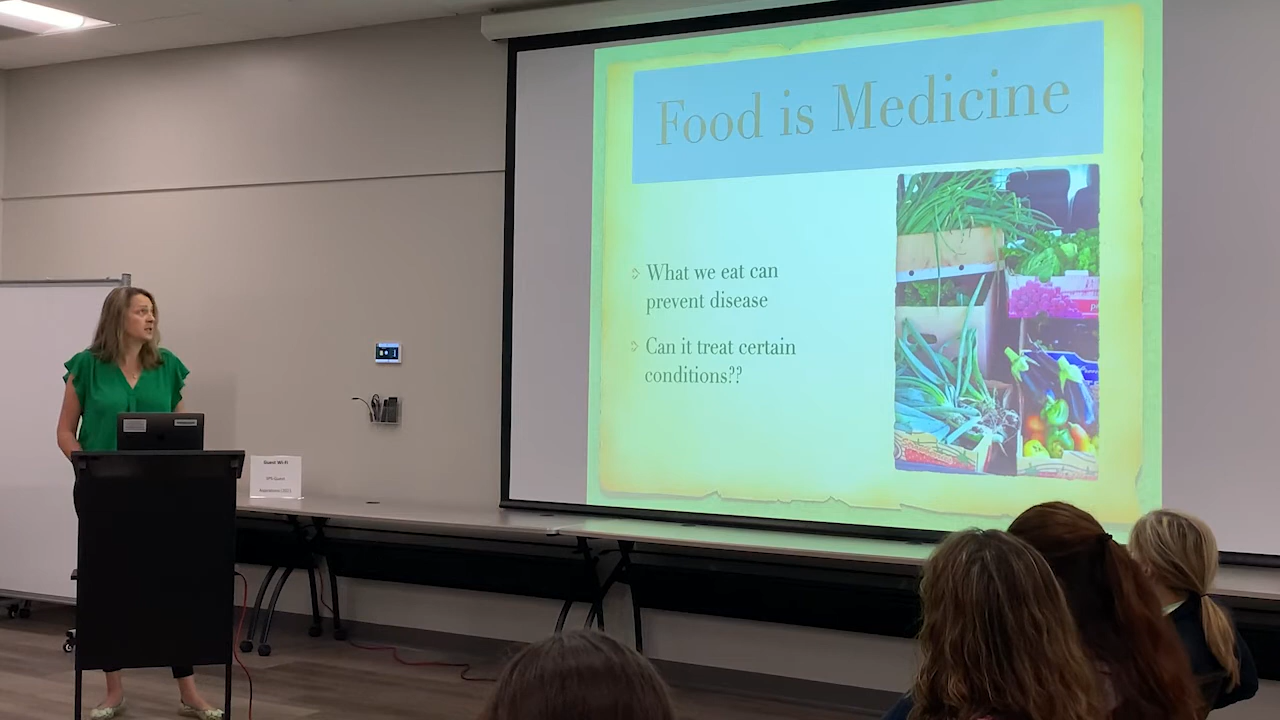 Food is Medicine
What we eat can
prevent disease
Can it treat certain
conditions??
Guest Wi-Fi